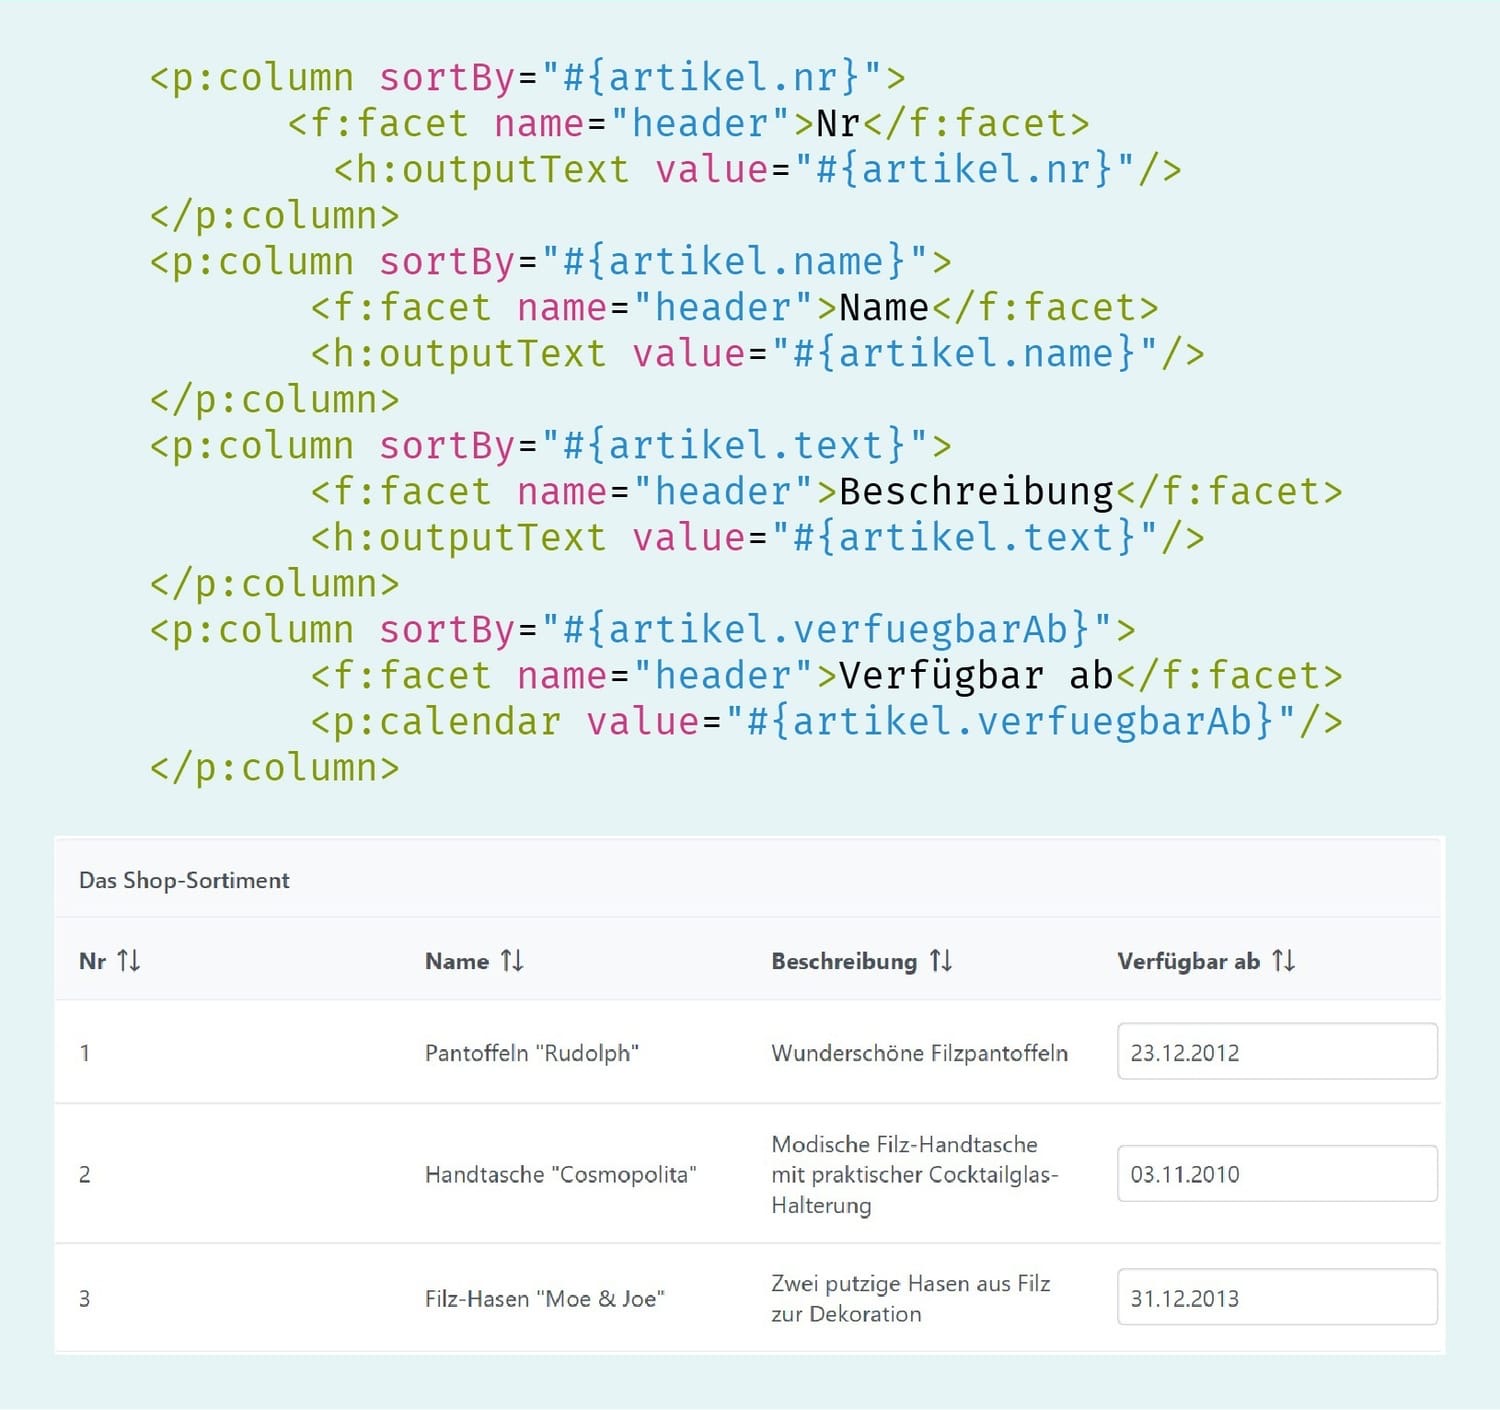 <p:column sortBy="#{artikel.nr}">
<f:facet name="header">Nr</f:facet>
<h:outputText value="#{artikel.nr}"/>
</p:column>
<p:column sortBy="#{artikel.name}">
<f:facet name="header">Name</f:facet>
<h:outputText value="#{artikel.name}"/>
</p:column>
<p:column sortBy="#{artikel.text}">
<f:facet name="header">Beschreibung</f:facet>
<h:outputText value="#{artikel.text}"/>
</p:column>
<p:column sortBy="#{artikel.verfuegbarAb}">
<f:facet name="header">Verfügbar ab</f:facet>
<p:calendar value="#{artikel.verfuegbarAb}"/>
</p:column>
Das Shop-Sortiment
Nr ↑↓ Name ↑↓ Beschreibung ↑↓ Verfügbar ab ↑↓
1 Pantoffeln "Rudolph" Wunderschöne Filzpantoffeln 23.12.2012
2 Handtasche "Cosmopolita" Modische Filz-Handtasche
mit praktischer Cocktailglas-
Halterung 03.11.2010
3 Filz-Hasen "Moe & Joe" Zwei putzige Hasen aus Filz
zur Dekoration 31.12.2013